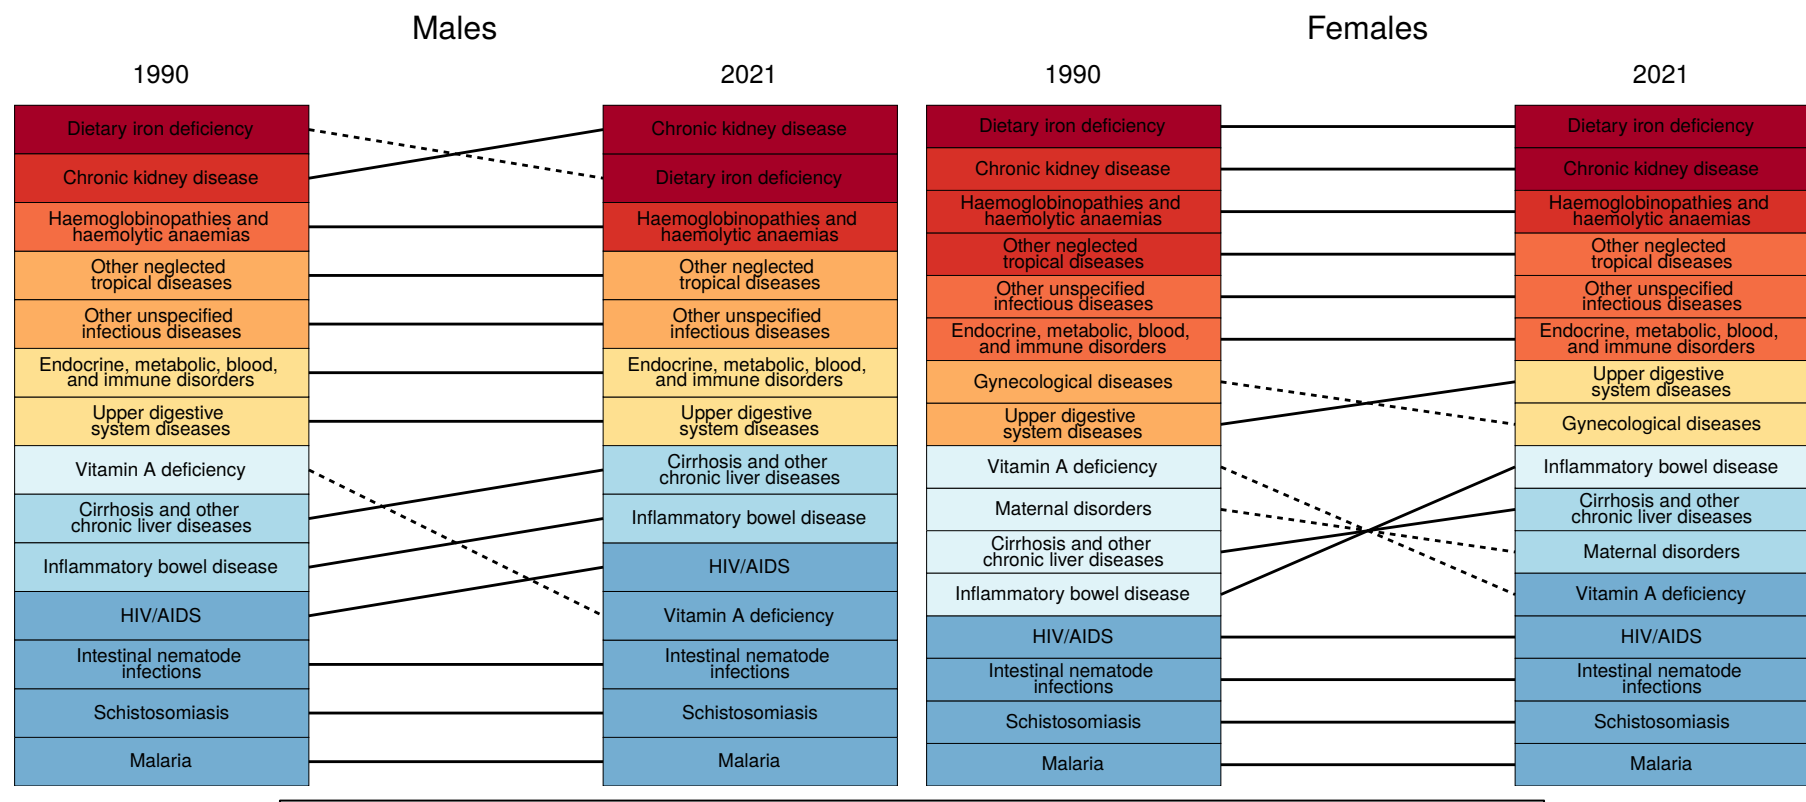 Males
1990
2021
Dietary iron deficiency
Chronic kidney disease
Haemoglobinopathies and
haemolytic anaemias
Other neglected
tropical diseases
Other unspecified
infectious diseases
Endocrine, metabolic, blood,
and immune disorders
Upper digestive
system diseases
Vitamin A deficiency
Cirrhosis and other
chronic liver diseases
Inflammatory bowel disease
HIV/AIDS
Intestinal nematode
infections
Schistosomiasis
Malaria
Chronic kidney disease
Dietary iron deficiency
Haemoglobinopathies and
haemolytic anaemias
Other neglected
tropical diseases
Other unspecified
infectious diseases
Endocrine, metabolic, blood,
and immune disorders
Upper digestive
system diseases
Cirrhosis and other
chronic liver diseases
Inflammatory bowel disease
HIV/AIDS
Vitamin A deficiency
Intestinal nematode
infections
Schistosomiasis
Malaria
Females
1990
2021
Dietary iron deficiency
Chronic kidney disease
Haemoglobinopathies and
haemolytic anaemias
Other neglected
tropical diseases
Other unspecified
infectious diseases
Endocrine, metabolic, blood,
and immune disorders
Gynecological diseases
Upper digestive
system diseases
Vitamin A deficiency
Maternal disorders
Cirrhosis and other
chronic liver diseases
Inflammatory bowel disease
HIV/AIDS
Intestinal nematode
infections
Schistosomiasis
Malaria
Dietary iron deficiency
Chronic kidney disease
Haemoglobinopathies and
haemolytic anaemias
Other neglected
tropical diseases
Other unspecified
infectious diseases
Endocrine, metabolic, blood,
and immune disorders
Upper digestive
system diseases
Gynecological diseases
Inflammatory bowel disease
Cirrhosis and other
chronic liver diseases
Maternal disorders
Vitamin A deficiency
HIV/AIDS
Intestinal nematode
infections
Schistosomiasis
Malaria